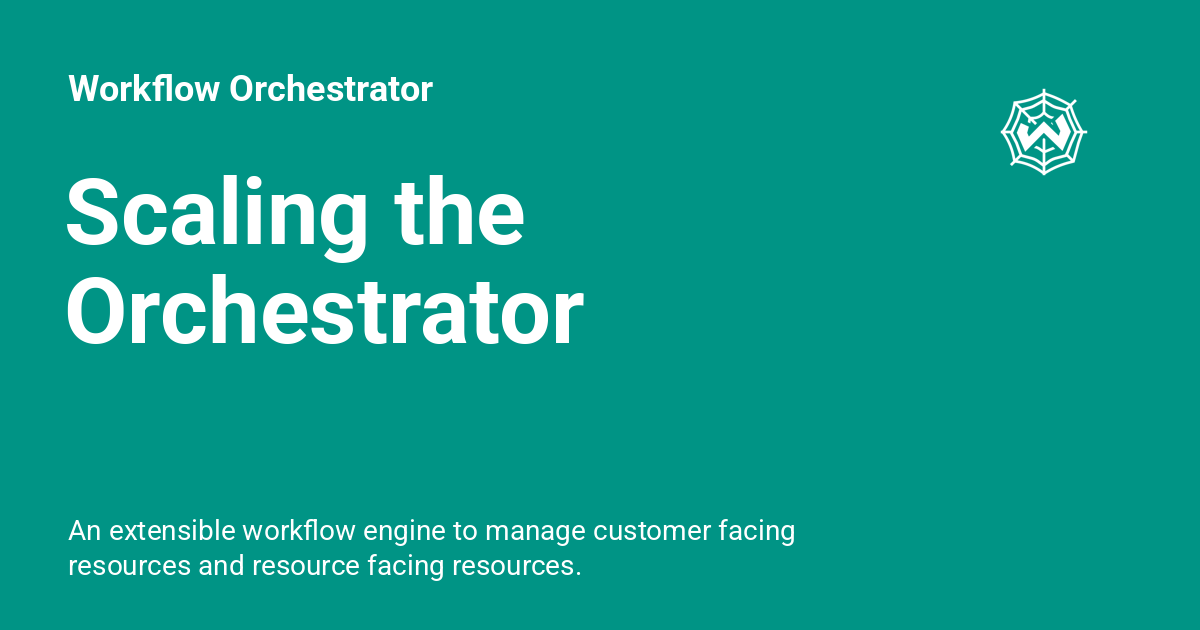 Workflow Orchestrator
W
Scaling the
Orchestrator
An extensible workflow engine to manage customer facing
resources and resource facing resources.